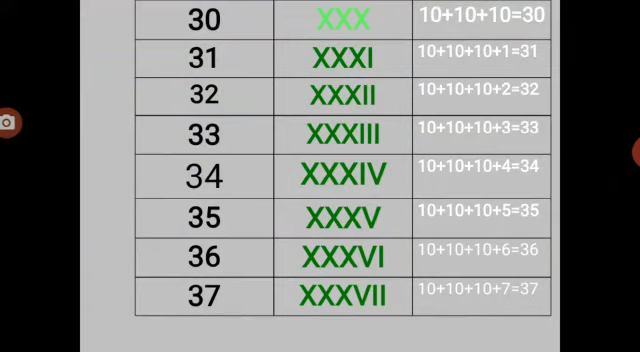 30 XXX 10+10+10=30
31 XXXI 10+10+10+1=31
32 XXXII 10+10+10+2=32
33 XXXIII 10+10+10+3=33
34 XXXIV 10+10+10+4=34
35 XXXV 10+10+10+5=35
36 XXXVI 10+10+10+6=36
37 XXXVII 10+10+10+7=37